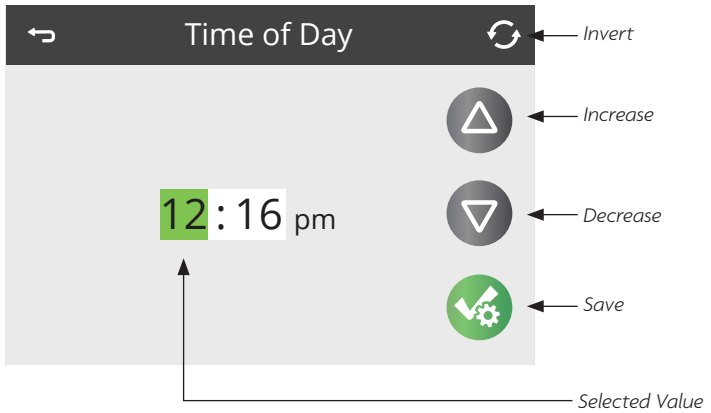 Time of Day
Invert
Increase
12 : 16 pm
Decrease
Save
Selected Value